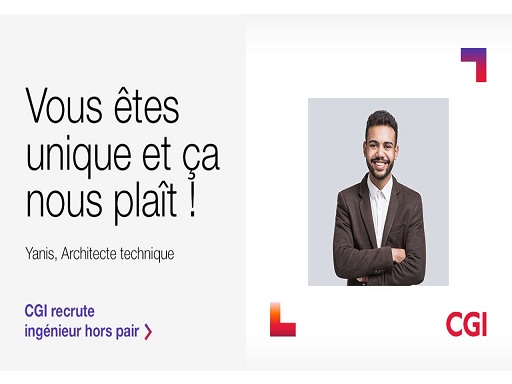 Vous êtes
unique et ça
nous plaît !
Yanis, Architecte technique
CGI recrute
ingénieur hors pair ❯
CGI